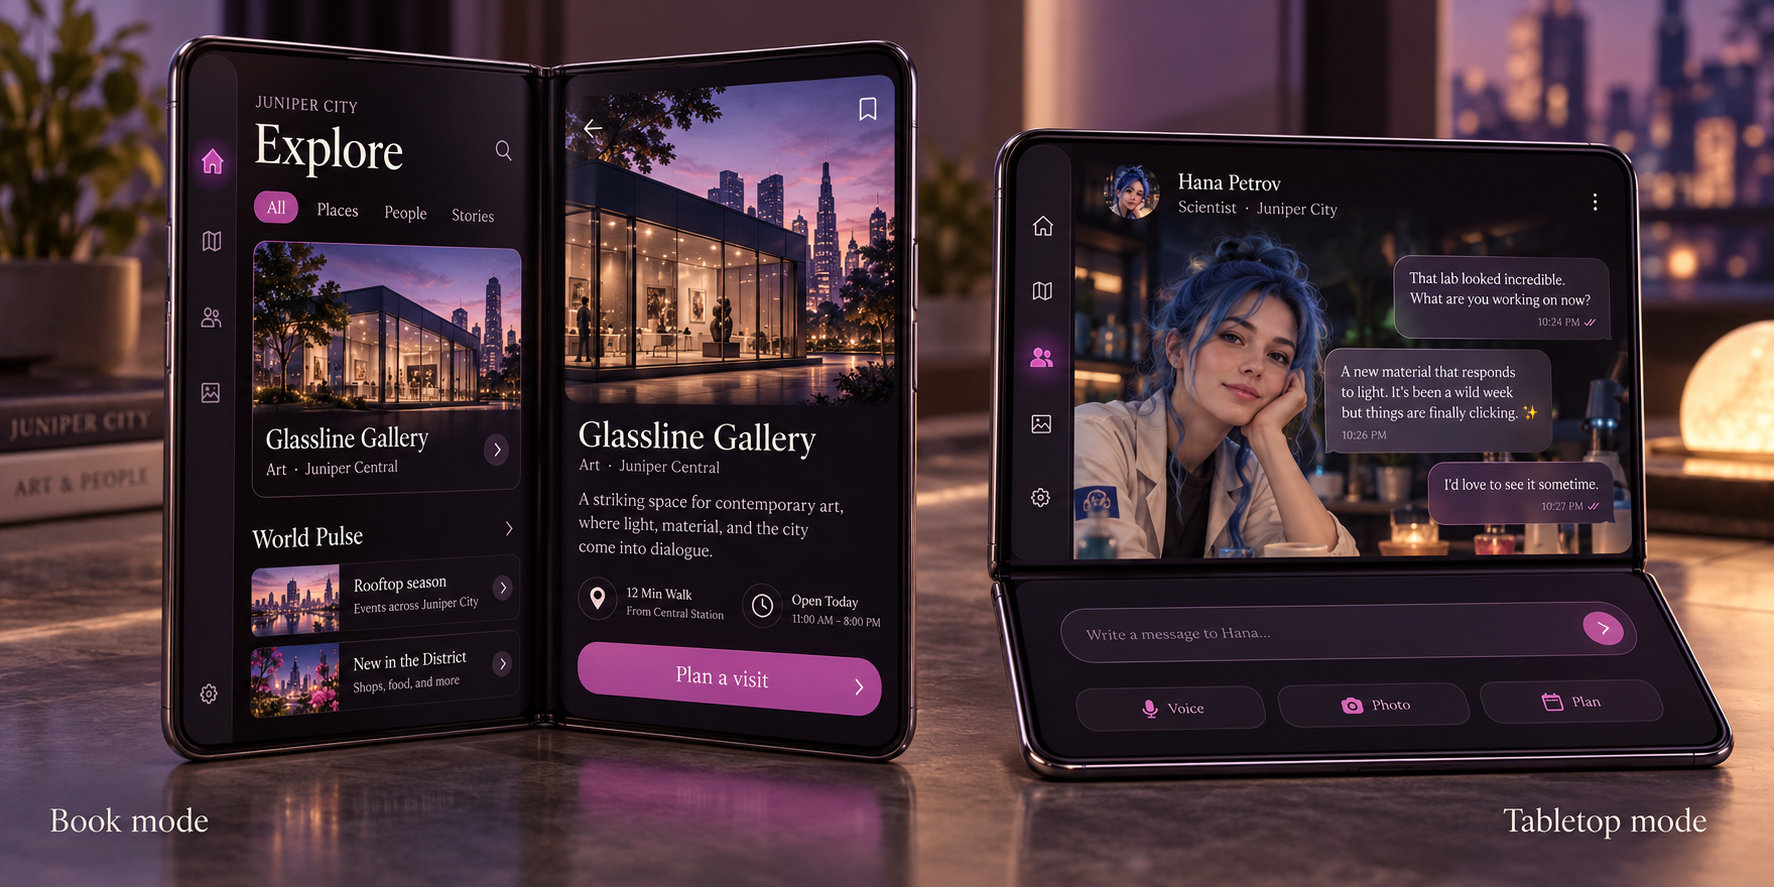 JUNIPER CITY
Explore
All
Places
People
Stories
Glassline Gallery
Art · Juniper Central
World Pulse
Rooftop season
Events across Juniper City
New in the District
Shops, food, and more
Glassline Gallery
Art · Juniper Central
A striking space for contemporary art,
where light, material, and the city
come into dialogue.
12 Min Walk
From Central Station
Open Today
11:00 AM – 8:00 PM
Plan a visit
JUNIPER CITY
ART & PEOPLE
Hana Petrov
Scientist · Juniper City
That lab looked incredible.
What are you working on now?
10:24 PM
A new material that responds
to light. It's been a wild week
but things are finally clicking. ✨
10:26 PM
I'd love to see it sometime.
10:27 PM
Write a message to Hana...
Voice
Photo
Plan
Book mode
Tabletop mode